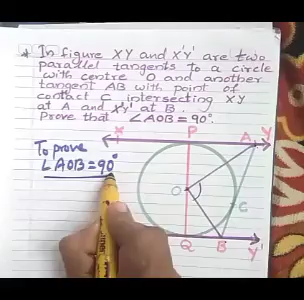 * In figure XY and X'Y' are two
parallel tangents to a circle
with centre O and another
tangent AB with point of
contact C intersecting XY
at A and X'Y' at B.
Prove that ∠AOB = 90°.
To prove
∠AOB = 90°
X P A Y
O
C
Q B Y'